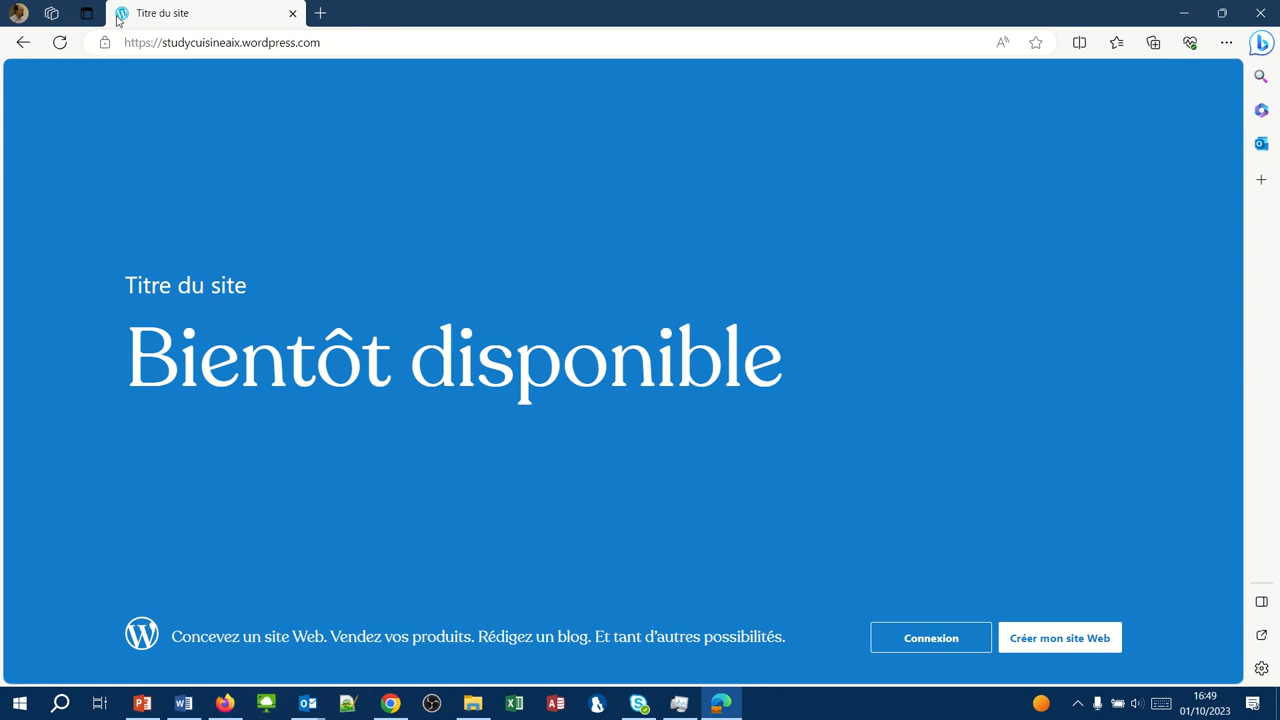 Titre du site
https://studycuisineaix.wordpress.com
Titre du site
Bientôt disponible
Concevez un site Web. Vendez vos produits. Rédigez un blog. Et tant d'autres possibilités.
Connexion
Créer mon site Web
16:49
01/10/2023